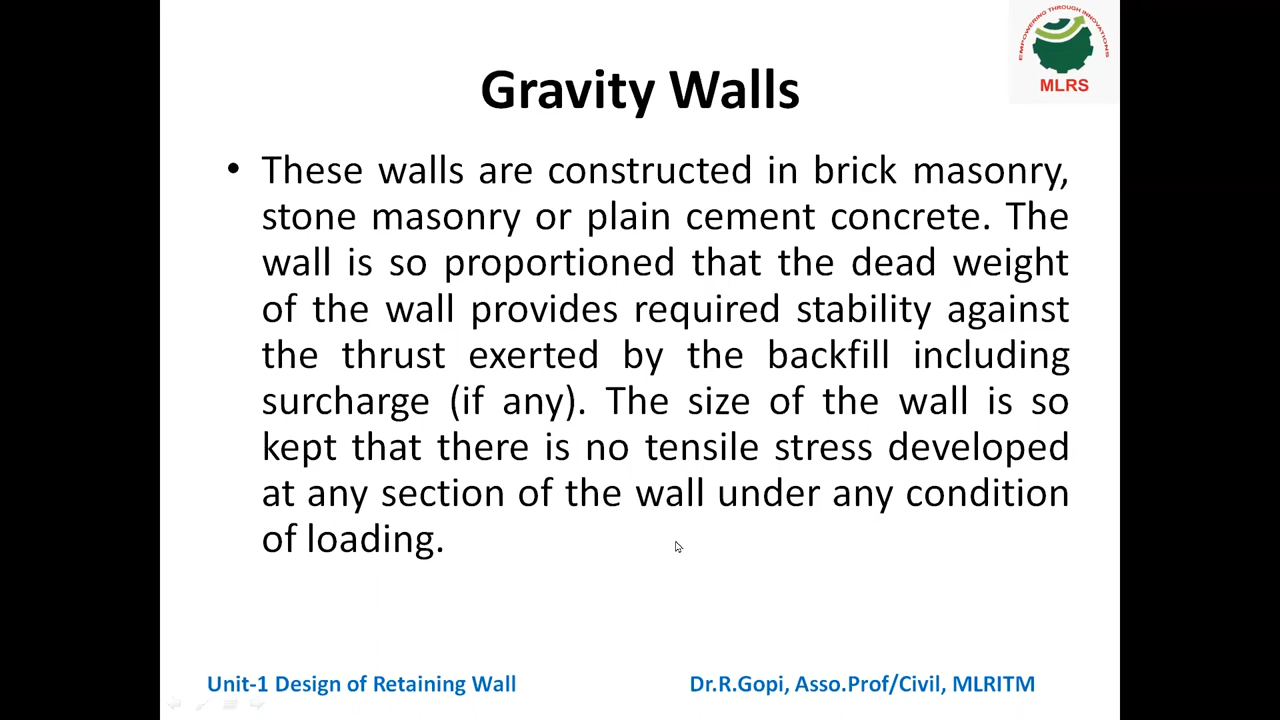 EMPOWERING THROUGH INNOVATIONS
MLRS
Gravity Walls
• These walls are constructed in brick masonry,
stone masonry or plain cement concrete. The
wall is so proportioned that the dead weight
of the wall provides required stability against
the thrust exerted by the backfill including
surcharge (if any). The size of the wall is so
kept that there is no tensile stress developed
at any section of the wall under any condition
of loading.
Unit-1 Design of Retaining Wall
Dr.R.Gopi, Asso.Prof/Civil, MLRITM